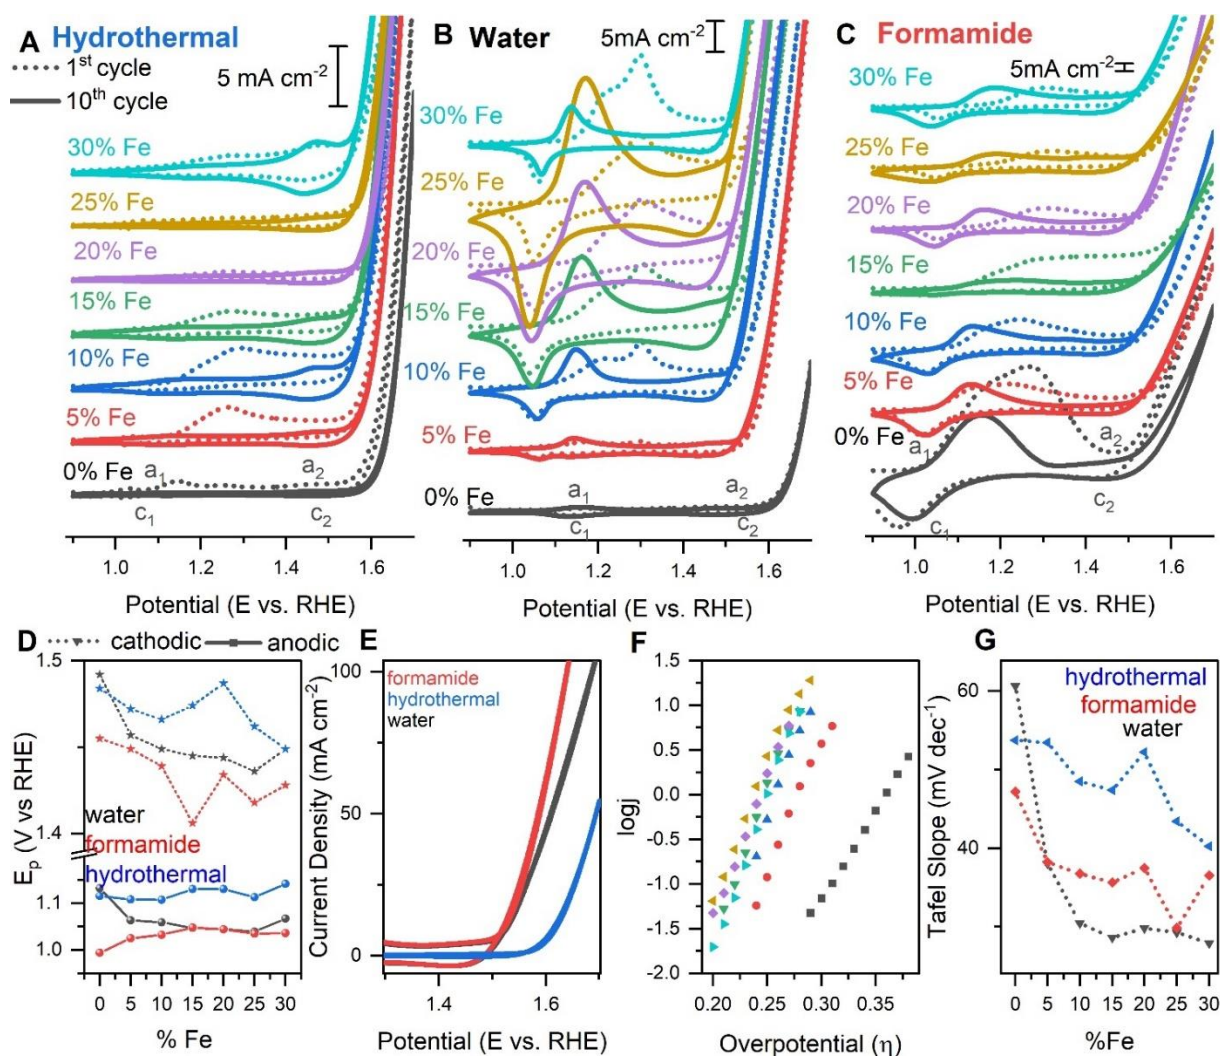 A Hydrothermal
1st cycle
10th cycle
5 mA cm-2
30% Fe
25% Fe
20% Fe
15% Fe
10% Fe
5% Fe
0% Fe
a1
a2
c1
c2
1.0 1.2 1.4 1.6
Potential (E vs. RHE)
B Water
5mA cm-2
30% Fe
25% Fe
20% Fe
15% Fe
10% Fe
5% Fe
0% Fe
a1
a2
c1
c2
1.0 1.2 1.4 1.6
Potential (E vs. RHE)
C Formamide
5mA cm-2
30% Fe
25% Fe
20% Fe
15% Fe
10% Fe
5% Fe
0% Fe
a1
a2
c1
c2
1.0 1.2 1.4 1.6
Potential (E vs. RHE)
D cathodic anodic
1.5
1.4
1.1
1.0
Ep (V vs RHE)
water
formamide
hydrothermal
0 5 10 15 20 25 30
% Fe
E
formamide
hydrothermal
water
100
50
0
Current Density (mA cm-2)
1.4 1.6
Potential (E vs. RHE)
F
1.5
1.0
0.5
0.0
-0.5
-1.0
-1.5
-2.0
logj
0.20 0.25 0.30 0.35
Overpotential (η)
G
hydrothermal
formamide
water
60
40
Tafel Slope (mV dec-1)
0 5 10 15 20 25 30
%Fe